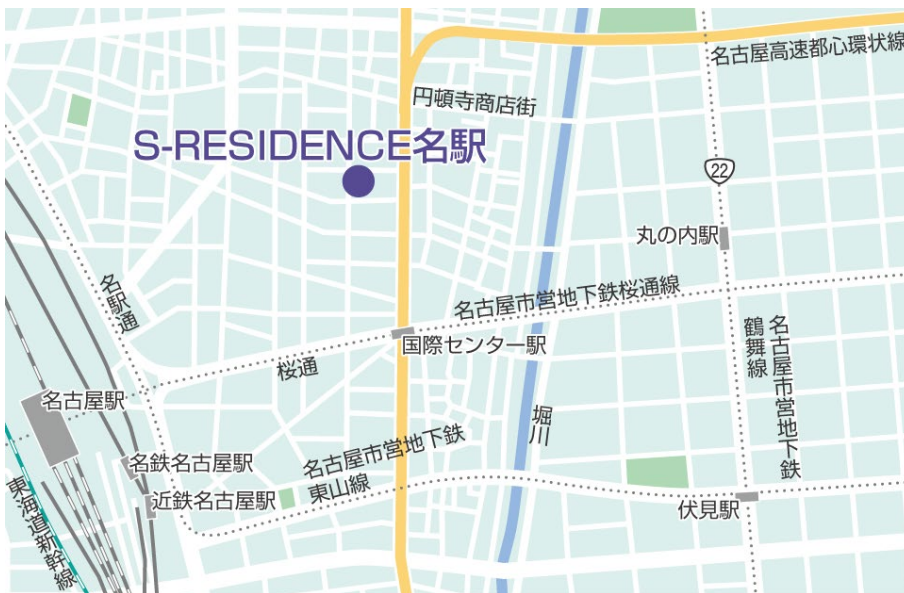 名古屋高速都心環状線
円頓寺商店街
S-RESIDENCE名駅
22
丸の内駅
名駅通
名古屋市営地下鉄桜通線
国際センター駅
桜通
名古屋市営地下鉄
鶴舞線
名古屋駅
堀川
名古屋市営地下鉄
東山線
名鉄名古屋駅
近鉄名古屋駅
伏見駅
東海道新幹線